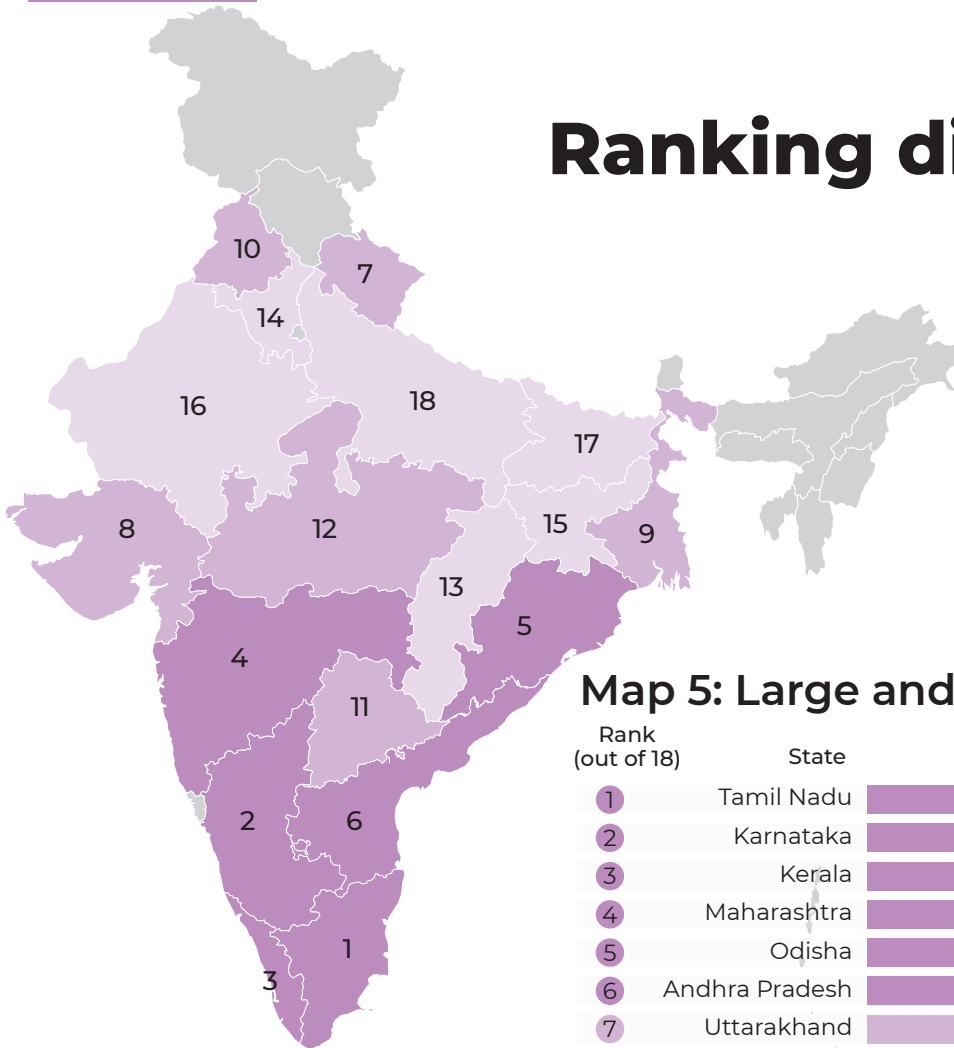 Ranking di
10
7
14
16
18
17
8
12
15
9
13
5
4
11
2
6
1
3
Map 5: Large and
Rank
(out of 18)
State
1 Tamil Nadu
2 Karnataka
3 Kerala
4 Maharashtra
5 Odisha
6 Andhra Pradesh
7 Uttarakhand